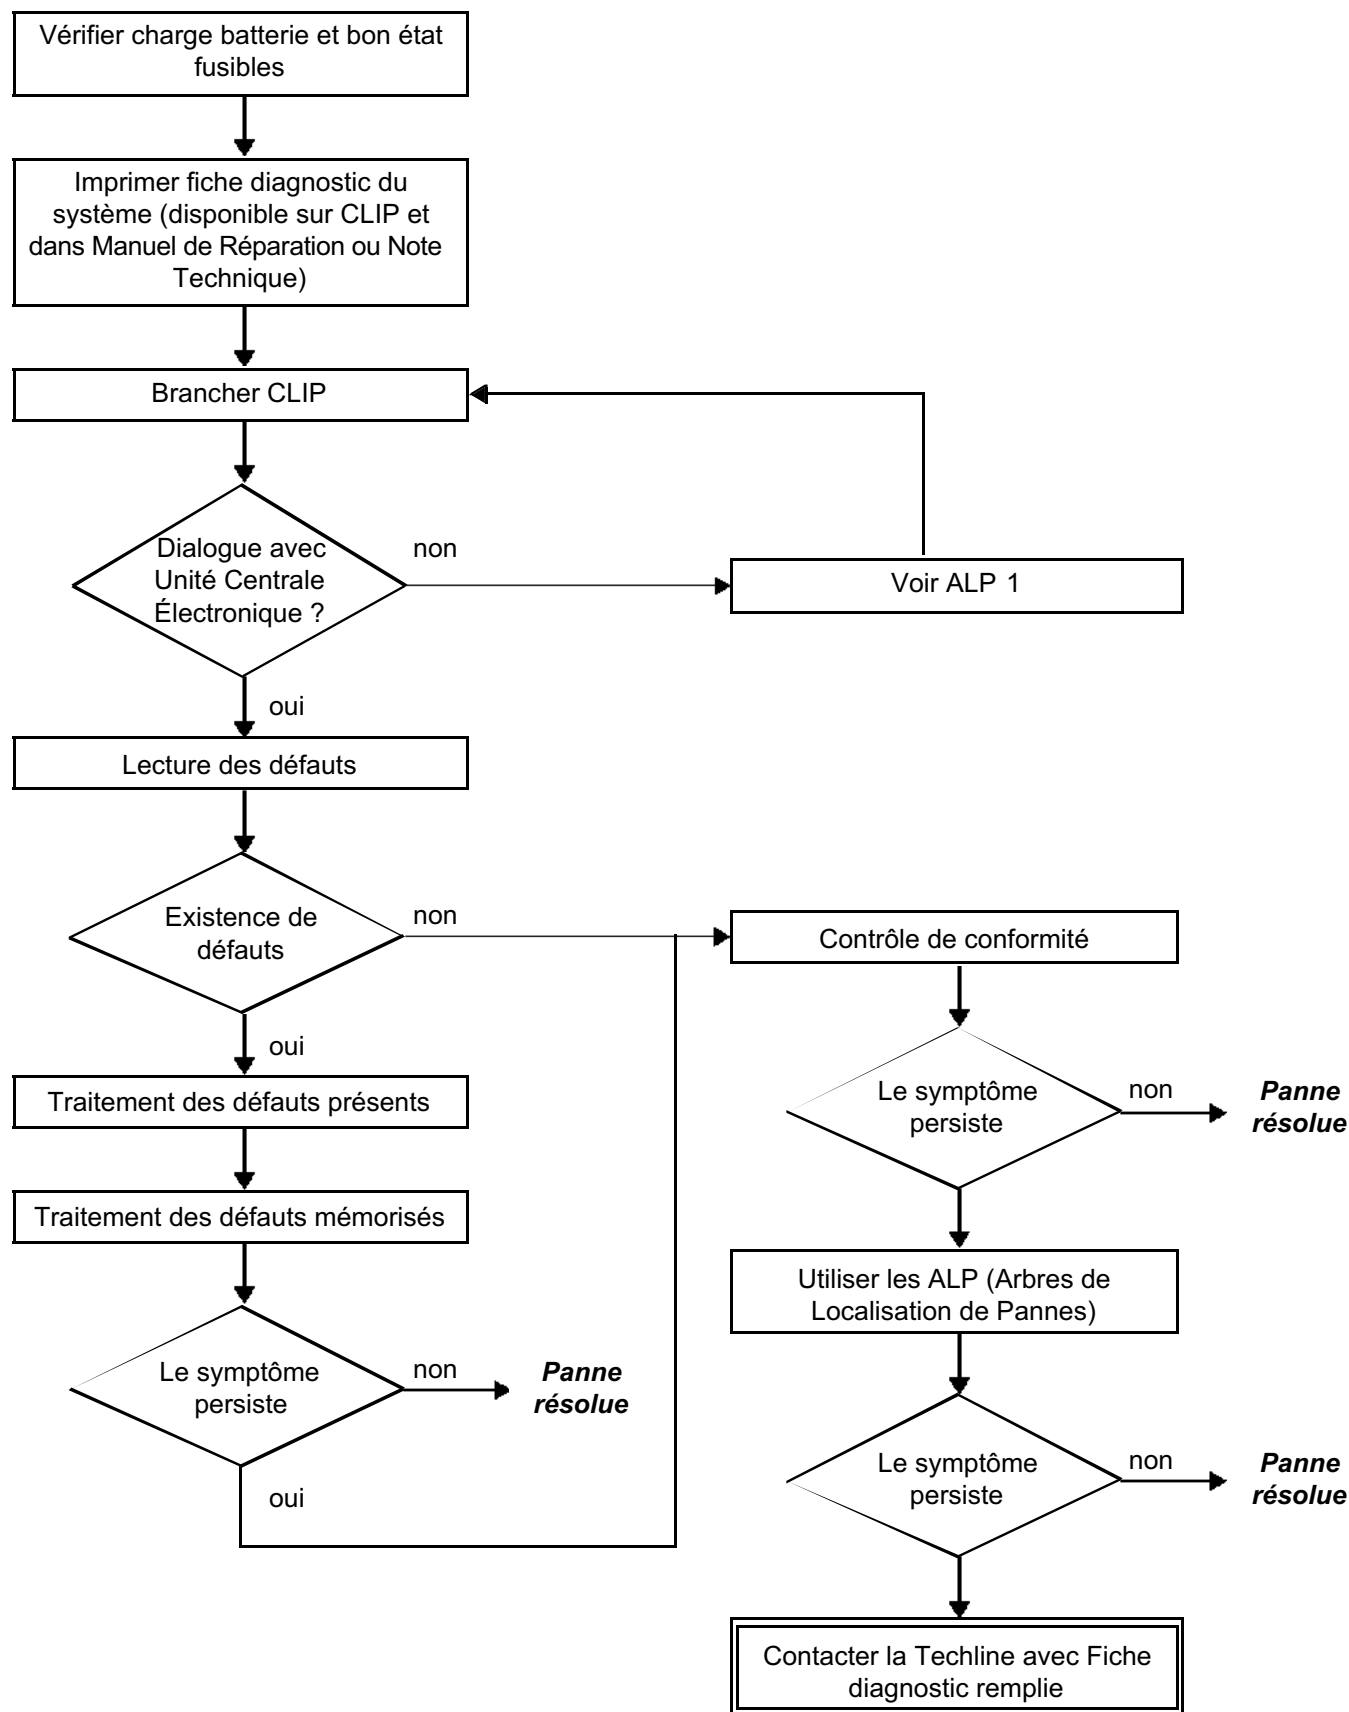 Vérifier charge batterie et bon état
fusibles
Imprimer fiche diagnostic du
système (disponible sur CLIP et
dans Manuel de Réparation ou Note
Technique)
Brancher CLIP
Dialogue avec
Unité Centrale
Électronique ?
non
Voir ALP 1
oui
Lecture des défauts
Existence de
défauts
non
Contrôle de conformité
oui
Traitement des défauts présents
Le symptôme
persiste
non
Panne
résolue
Traitement des défauts mémorisés
Utiliser les ALP (Arbres de
Localisation de Pannes)
Le symptôme
persiste
non
Panne
résolue
oui
Le symptôme
persiste
non
Panne
résolue
Contacter la Techline avec Fiche
diagnostic remplie